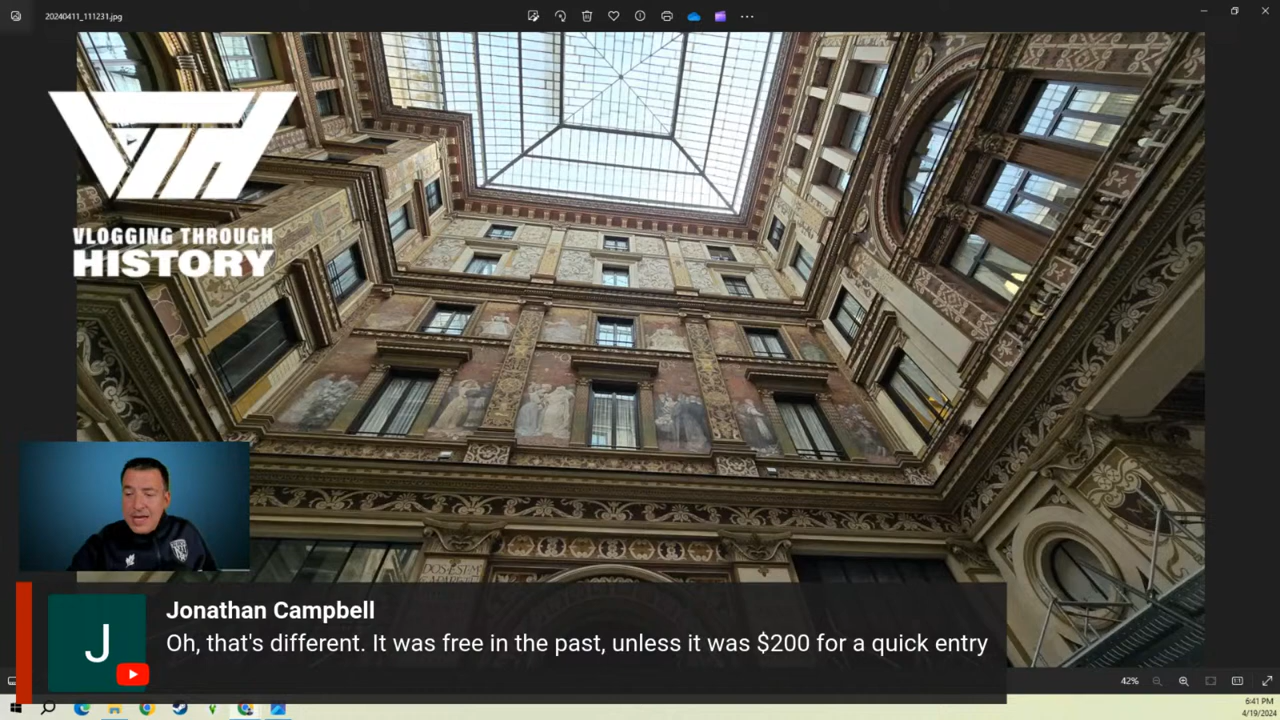 20240411_111231.jpg
VTH
VLOGGING THROUGH
HISTORY
J
Jonathan Campbell
Oh, that's different. It was free in the past, unless it was $200 for a quick entry
42%
6:41 PM
4/19/2024